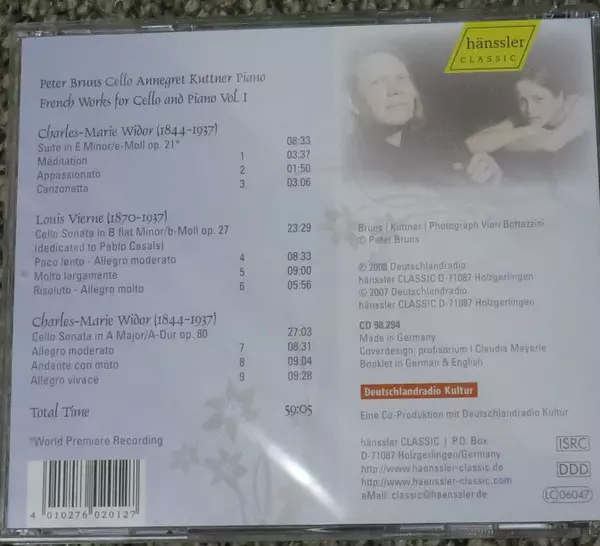 hänssler
CLASSIC
Peter Bruns Cello Annegret Kuttner Piano
French Works for Cello and Piano Vol. I
Charles-Marie Widor (1844-1937)
Suite in E Minor/e-Moll op. 21* 08:33
Méditation 1 03:37
Appassionato 2 01:50
Canzonetta 3 03:06
Louis Vierne (1870-1937)
Cello Sonata in B flat Minor/b-Moll op. 27 23:29
(dedicated to Pablo Casals)
Poco lento - Allegro moderato 4 08:33
Molto largamente 5 09:00
Risoluto - Allegro molto 6 05:56
Charles-Marie Widor (1844-1937)
Cello Sonata in A Major/A-Dur op. 80 27:03
Allegro moderato 7 08:31
Andante con moto 8 09:04
Allegro vivace 9 09:28
Total Time 59:05
*World Premiere Recording
4 010276 020127
Bruns | Kuttner | Photograph Vieri Bottazzini
© Peter Bruns
℗ 2008 Deutschlandradio
hänssler CLASSIC D-71087 Holzgerlingen
© 2007 Deutschlandradio
hänssler CLASSIC D-71087 Holzgerlingen
CD 98.294
Made in Germany
Coverdesign: profisorium | Claudia Meyerle
Booklet in German & English
Deutschlandradio Kultur
Eine Co-Produktion mit Deutschlandradio Kultur
hänssler CLASSIC | P.O. Box
D-71087 Holzgerlingen/Germany
http://www.haenssler-classic.de
http://www.haenssler-classic.com
eMail: classic@haenssler.de
ISRC
DDD
LC 06047